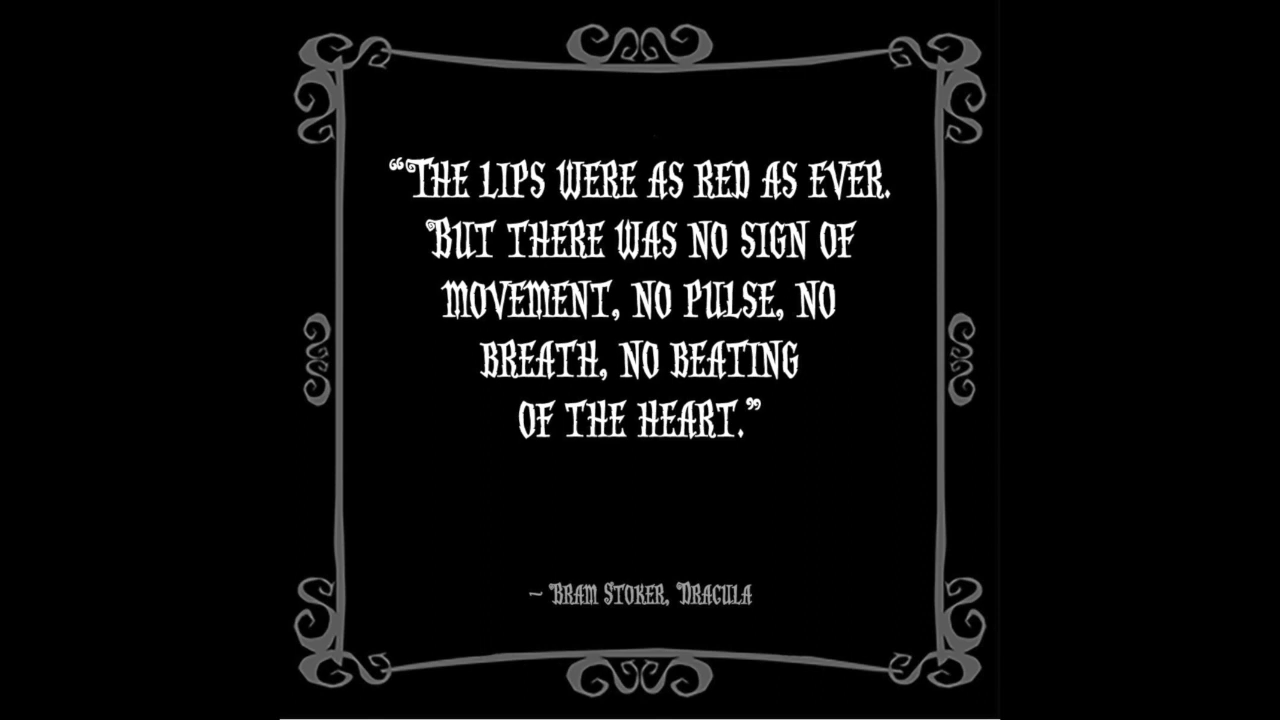 “The lips were as red as ever.
But there was no sign of
movement, no pulse, no
breath, no beating
of the heart.”
– Bram Stoker, Dracula